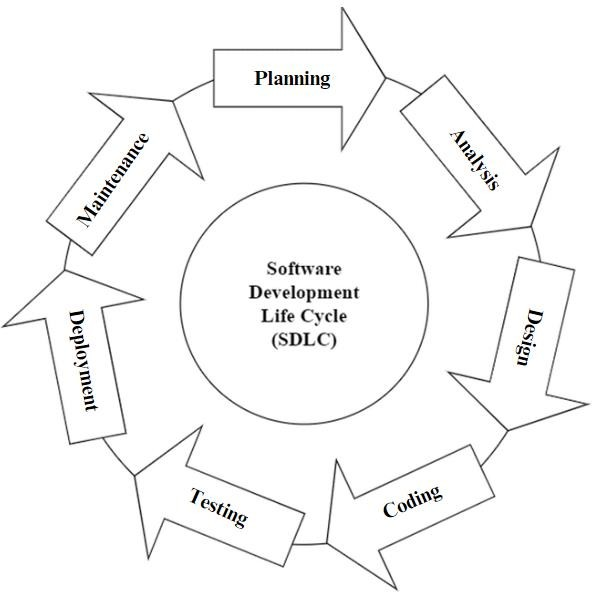 Planning
Analysis
Design
Coding
Testing
Deployment
Maintenance
Software
Development
Life Cycle
(SDLC)